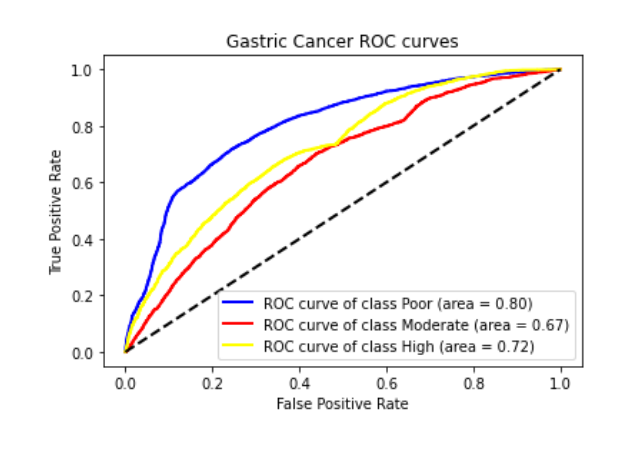 Gastric Cancer ROC curves
1.0
0.8
0.6
0.4
0.2
0.0
True Positive Rate
ROC curve of class Poor (area = 0.80)
ROC curve of class Moderate (area = 0.67)
ROC curve of class High (area = 0.72)
0.0 0.2 0.4 0.6 0.8 1.0
False Positive Rate